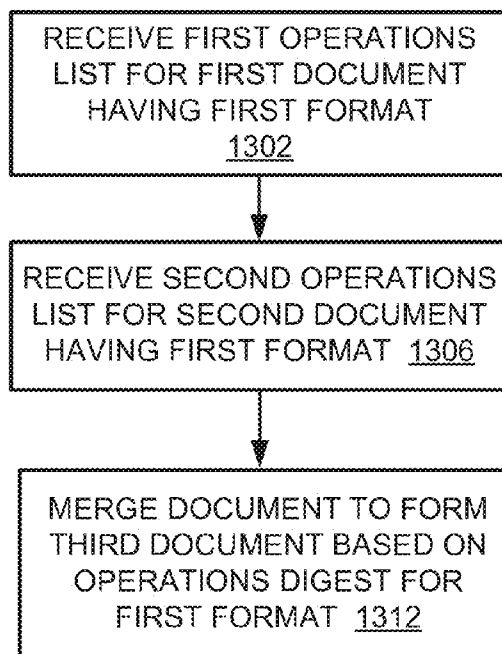 RECEIVE FIRST OPERATIONS
LIST FOR FIRST DOCUMENT
HAVING FIRST FORMAT
1302
RECEIVE SECOND OPERATIONS
LIST FOR SECOND DOCUMENT
HAVING FIRST FORMAT 1306
MERGE DOCUMENT TO FORM
THIRD DOCUMENT BASED ON
OPERATIONS DIGEST FOR
FIRST FORMAT 1312